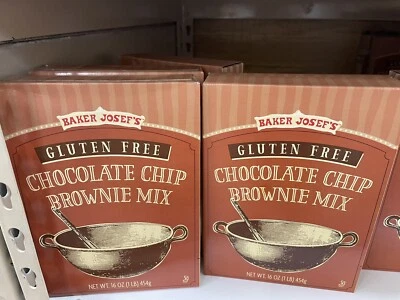 BAKER JOSEF'S
GLUTEN FREE
CHOCOLATE CHIP
BROWNIE MIX
NET WT. 16 OZ (1 LB) 454g
BAKER JOSEF'S
GLUTEN FREE
CHOCOLATE CHIP
BROWNIE MIX
NET WT. 16 OZ (1 LB) 454g